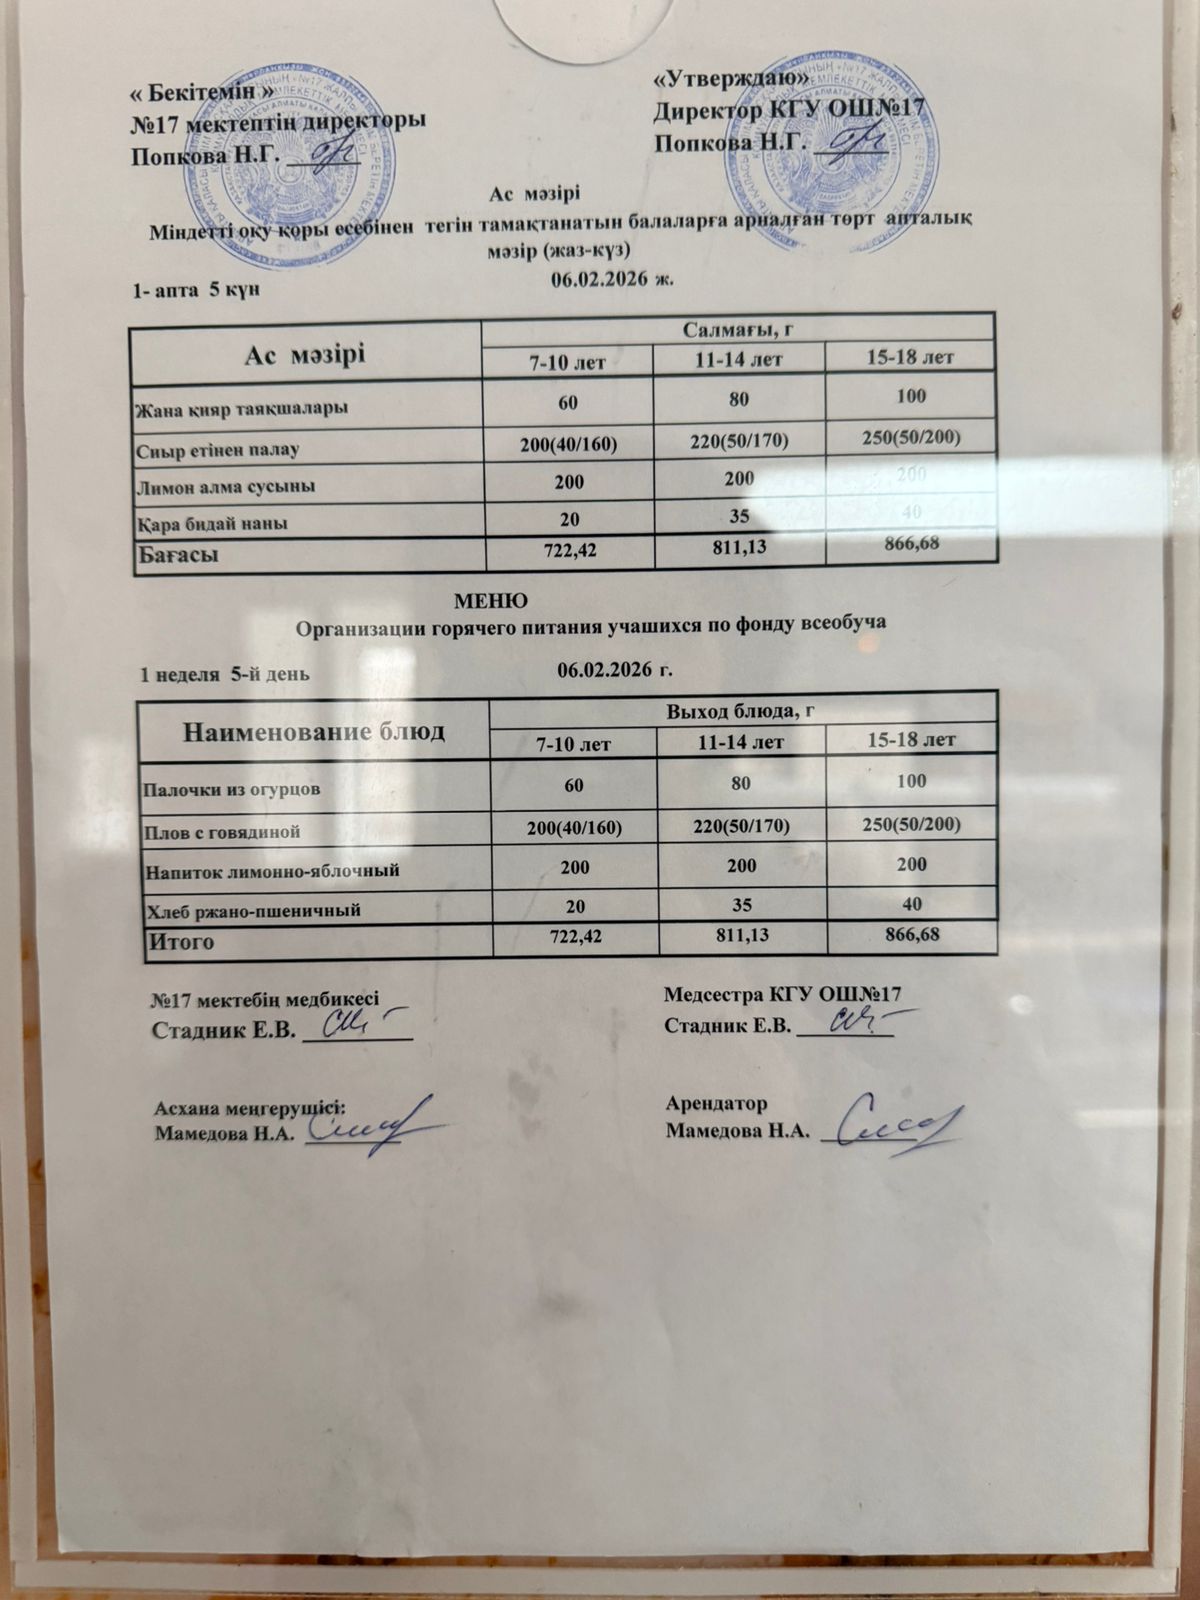 « Бекітемін »
№17 мектептің директоры
Попкова Н.Г.
«Утверждаю»
Директор КГУ ОШ№17
Попкова Н.Г.
Ас мәзірі
Міндетті оқу қоры есебінен тегін тамақтанатын балаларға арналған төрт апталық
мәзір (жаз-күз)
1- апта 5 күн
06.02.2026 ж.
Ас мәзірі
Салмағы, г
7-10 лет 11-14 лет 15-18 лет
Жана қияр таяқшалары 60 80 100
Сиыр етінен палау 200(40/160) 220(50/170) 250(50/200)
Лимон алма сусыны 200 200 200
Қара бидай наны 20 35 40
Бағасы 722,42 811,13 866,68
МЕНЮ
Организации горячего питания учашихся по фонду всеобуча
1 неделя 5-й день
06.02.2026 г.
Наименование блюд
Выход блюда, г
7-10 лет 11-14 лет 15-18 лет
Палочки из огурцов 60 80 100
Плов с говядиной 200(40/160) 220(50/170) 250(50/200)
Напиток лимонно-яблочный 200 200 200
Хлеб ржано-пшеничный 20 35 40
Итого 722,42 811,13 866,68
№17 мектебің медбикесі
Стадник Е.В.
Медсестра КГУ ОШ№17
Стадник Е.В.
Асхана меңгерушісі:
Мамедова Н.А.
Арендатор
Мамедова Н.А.